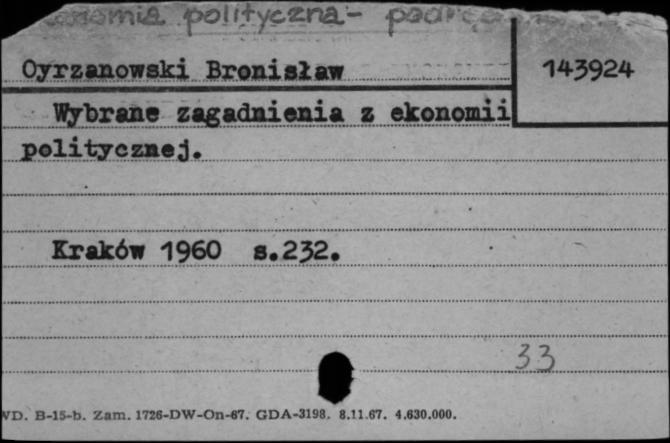 polityczna-
Oyrzanowski Bronisław 143924
Wybrane zagadnienia z ekonomii
politycznej.
Kraków 1960 s.232.
33
B-15-b. Zam. 1726-DW-On-67. GDA-3198. 8.11.67. 4.630.000.